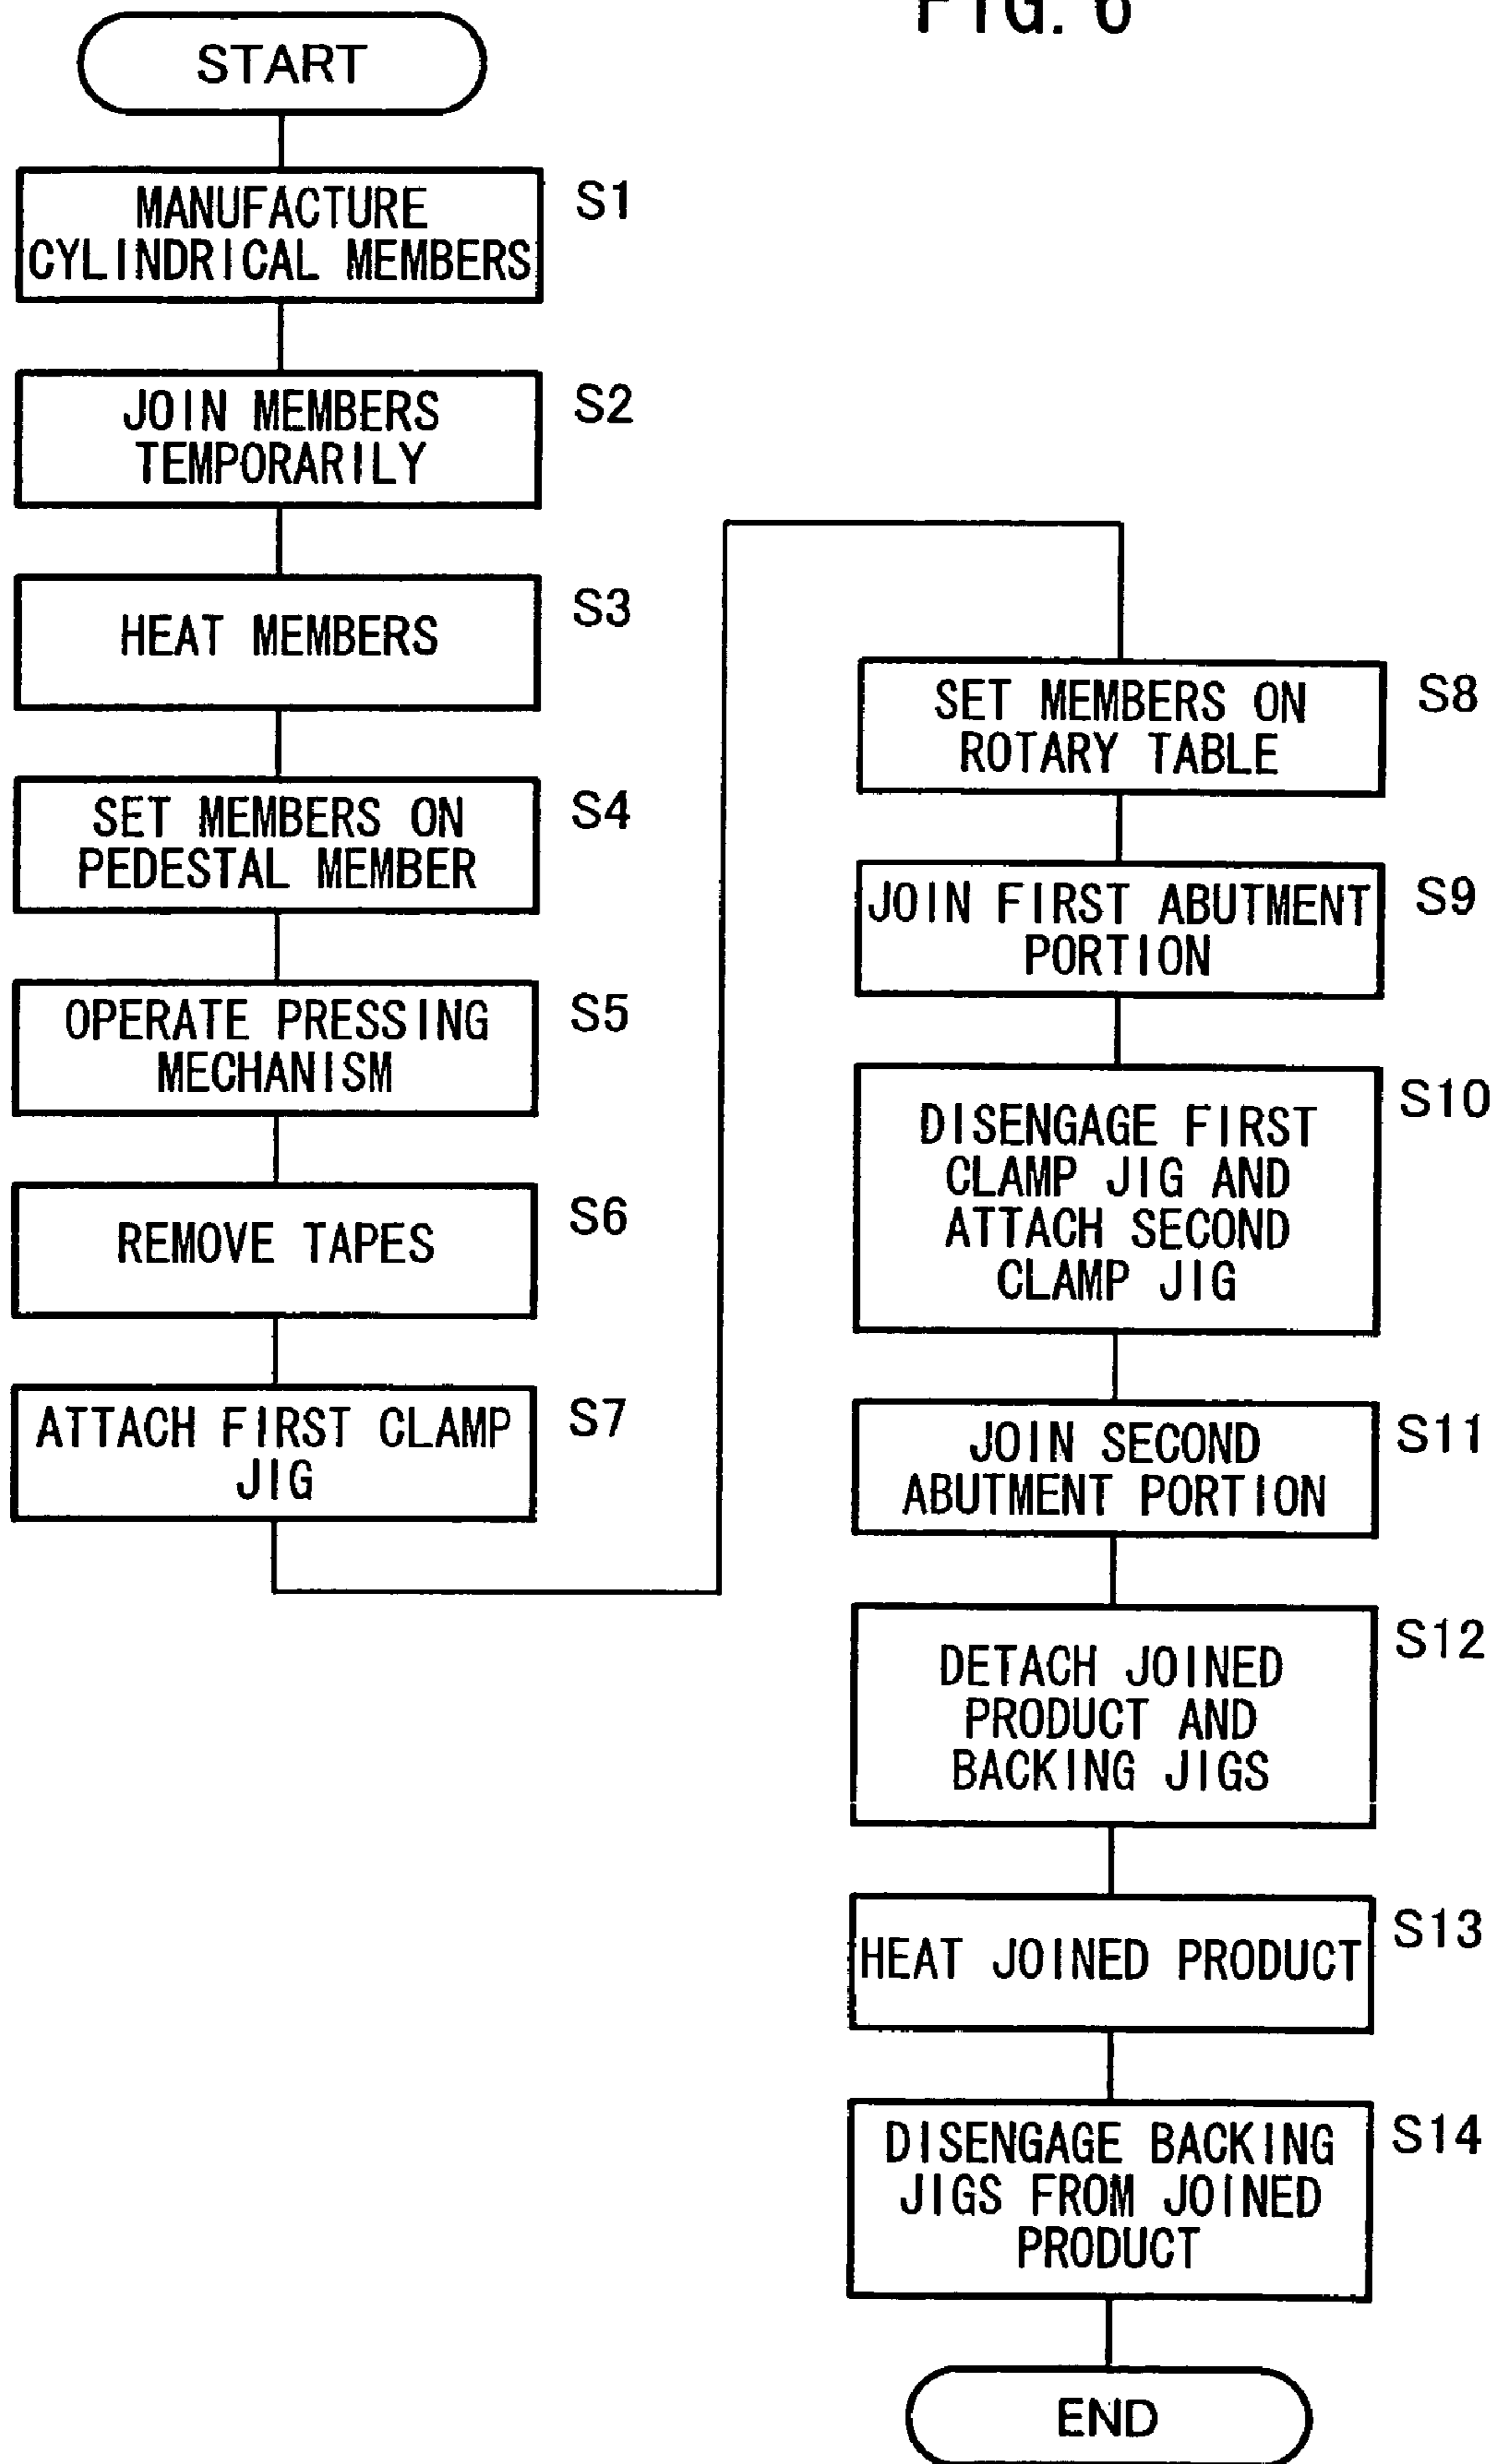 FIG. 6
START
MANUFACTURE
CYLINDRICAL MEMBERS
S1
JOIN MEMBERS
TEMPORARILY
S2
HEAT MEMBERS
S3
SET MEMBERS ON
PEDESTAL MEMBER
S4
OPERATE PRESSING
MECHANISM
S5
REMOVE TAPES
S6
ATTACH FIRST CLAMP
JIG
S7
SET MEMBERS ON
ROTARY TABLE
S8
JOIN FIRST ABUTMENT
PORTION
S9
DISENGAGE FIRST
CLAMP JIG AND
ATTACH SECOND
CLAMP JIG
S10
JOIN SECOND
ABUTMENT PORTION
S11
DETACH JOINED
PRODUCT AND
BACKING JIGS
S12
HEAT JOINED PRODUCT
S13
DISENGAGE BACKING
JIGS FROM JOINED
PRODUCT
S14
END